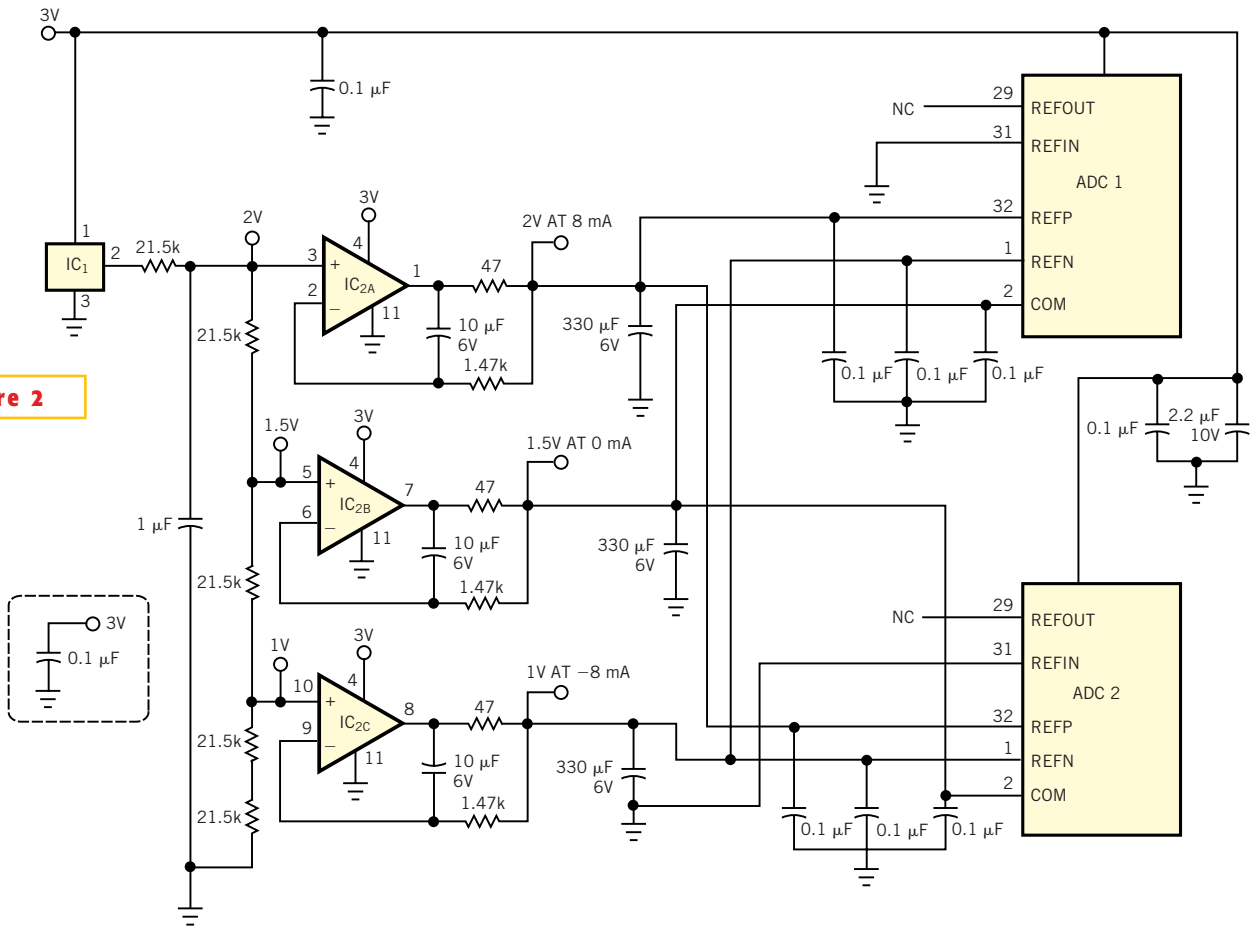 3V
0.1 µF
29
NC
REFOUT
31
REFIN
ADC 1
32
REFP
1
REFN
2
COM
1
2
IC1
3
21.5k
2V
3V
4
3
+
IC2A
2
–
1
11
47
2V AT 8 mA
10 µF
6V
1.47k
330 µF
6V
21.5k
0.1 µF
0.1 µF
0.1 µF
re 2
1.5V
3V
4
5
+
IC2B
6
–
7
11
47
1.5V AT 0 mA
10 µF
6V
1.47k
330 µF
6V
0.1 µF
2.2 µF
10V
1 µF
21.5k
3V
0.1 µF
1V
3V
4
10
+
IC2C
9
–
8
11
47
1V AT −8 mA
10 µF
6V
1.47k
330 µF
6V
21.5k
21.5k
29
NC
REFOUT
31
REFIN
ADC 2
32
REFP
1
REFN
2
COM
0.1 µF
0.1 µF
0.1 µF